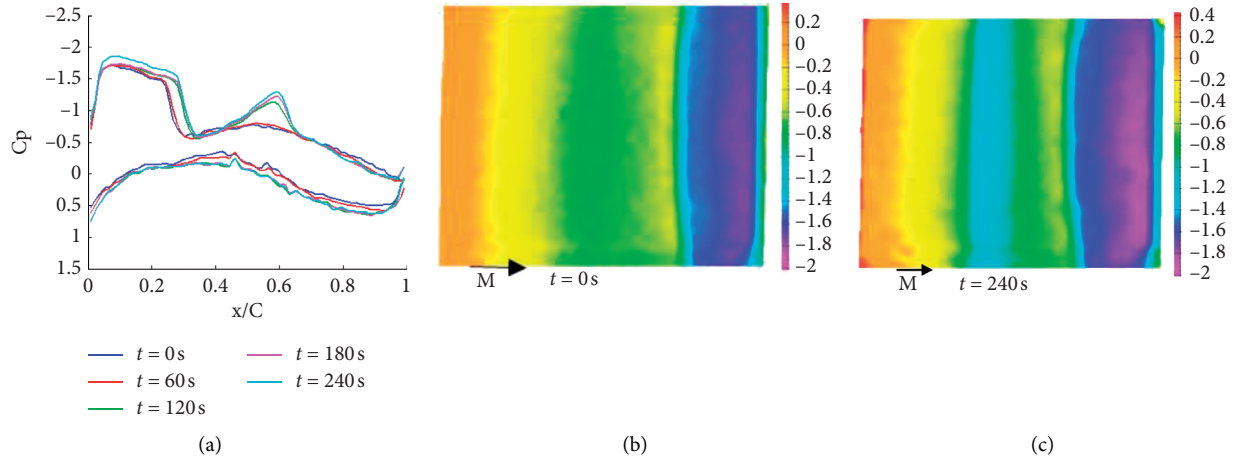 −2.5
−2
−1.5
−1
−0.5
0
0.5
1
1.5
Cp
0 0.2 0.4 0.6 0.8 1
x/C
t = 0 s
t = 60 s
t = 120 s
t = 180 s
t = 240 s
(a)
0.2
0
−0.2
−0.4
−0.6
−0.8
−1
−1.2
−1.4
−1.6
−1.8
−2
M
t = 0 s
(b)
0.4
0.2
0
−0.2
−0.4
−0.6
−0.8
−1
−1.2
−1.4
−1.6
−1.8
−2
M
t = 240 s
(c)